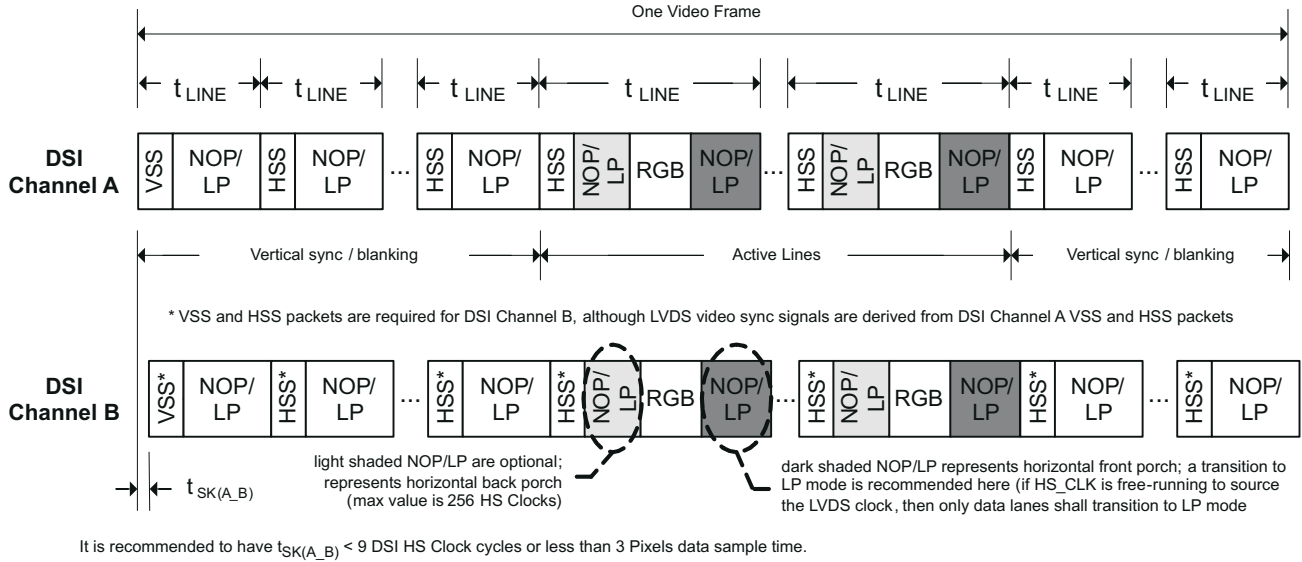 One Video Frame
t LINE t LINE t LINE t LINE t LINE t LINE t LINE
DSI
Channel A
VSS NOP/
LP HSS NOP/
LP ... HSS NOP/
LP HSS NOP/
LP RGB NOP/
LP ... HSS NOP/
LP RGB NOP/
LP HSS NOP/
LP ... HSS NOP/
LP
Vertical sync / blanking Active Lines Vertical sync / blanking
* VSS and HSS packets are required for DSI Channel B, although LVDS video sync signals are derived from DSI Channel A VSS and HSS packets
DSI
Channel B
VSS* NOP/
LP HSS* NOP/
LP ... HSS* NOP/
LP HSS* NOP/
LP RGB NOP/
LP ... HSS* NOP/
LP RGB NOP/
LP HSS* NOP/
LP ... HSS* NOP/
LP
t SK(A_B)
light shaded NOP/LP are optional;
represents horizontal back porch
(max value is 256 HS Clocks)
dark shaded NOP/LP represents horizontal front porch; a transition to
LP mode is recommended here (if HS_CLK is free-running to source
the LVDS clock, then only data lanes shall transition to LP mode
It is recommended to have tSK(A_B) < 9 DSI HS Clock cycles or less than 3 Pixels data sample time.